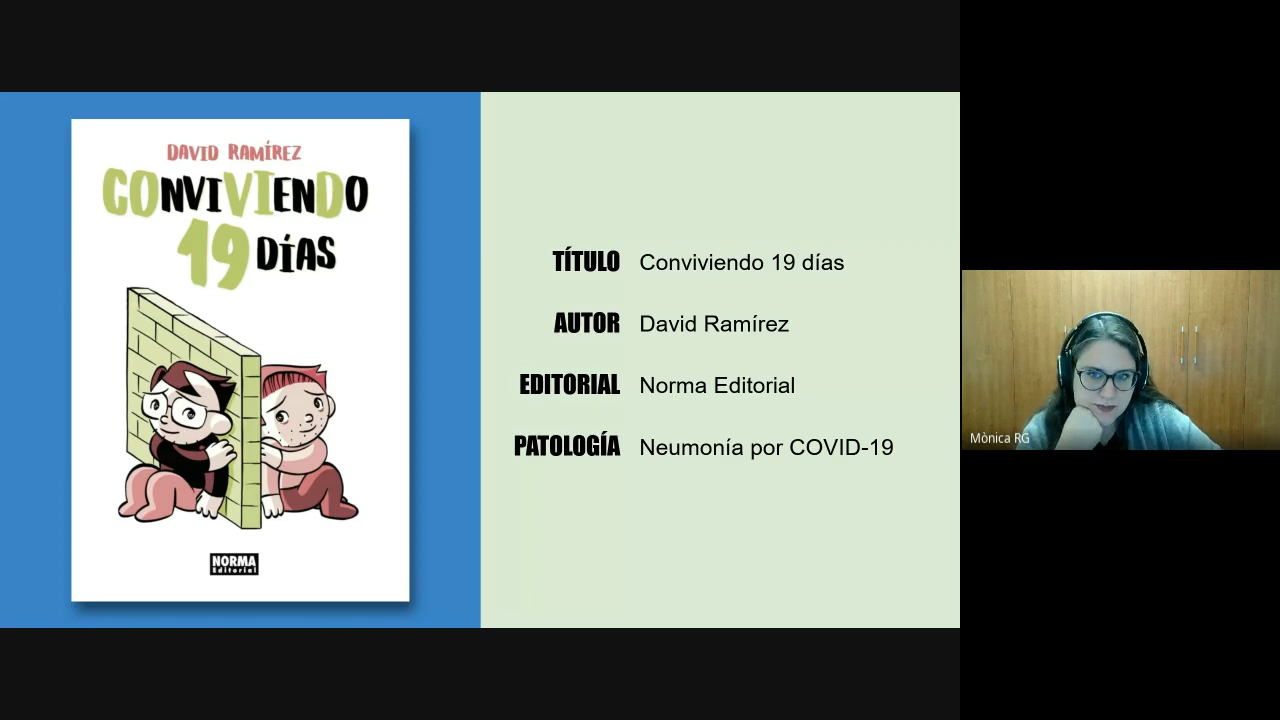 DAVID RAMÍREZ
CONVIVIENDO
19 DÍAS
NORMA
Editorial
TÍTULO Conviviendo 19 días
AUTOR David Ramírez
EDITORIAL Norma Editorial
PATOLOGÍA Neumonía por COVID-19
Mònica RG